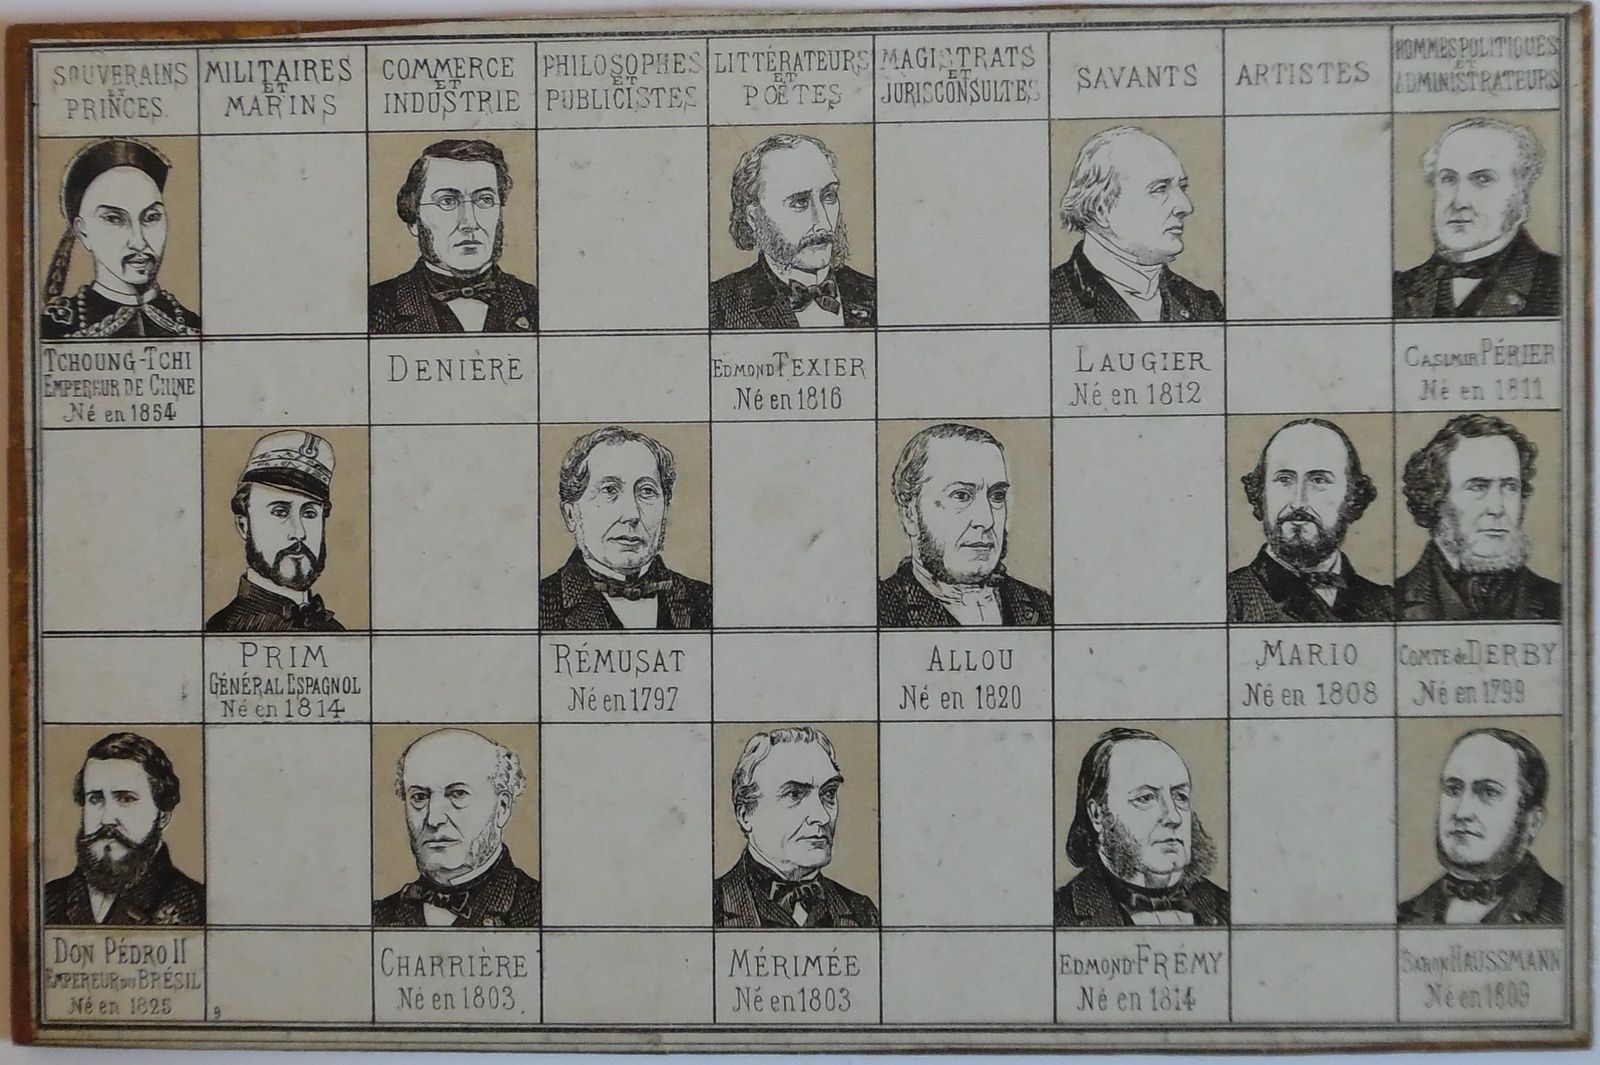 SOUVERAINS
ET
PRINCES.
MILITAIRES
ET
MARINS
COMMERCE
ET
INDUSTRIE
PHILOSOPHES
ET
PUBLICISTES
LITTÉRATEURS
ET
POËTES
MAGISTRATS
ET
JURISCONSULTES
SAVANTS
ARTISTES
HOMMES POLITIQUES
ET
ADMINISTRATEURS
TCHOUNG-TCHI
EMPEREUR DE CHINE
Né en 1854
DENIÈRE
EDMOND TEXIER
Né en 1816
LAUGIER
Né en 1812
CASIMIR PÉRIER
Né en 1811
PRIM
GÉNÉRAL ESPAGNOL
Né en 1814
RÉMUSAT
Né en 1797
ALLOU
Né en 1820
MARIO
Né en 1808
COMTE de DERBY
Né en 1799
DON PÉDRO II
EMPEREUR DU BRÉSIL
Né en 1825
9
CHARRIÈRE
Né en 1803.
MÉRIMÉE
Né en 1803
EDMOND FRÉMY
Né en 1814
BARON HAUSSMANN
Né en 1809